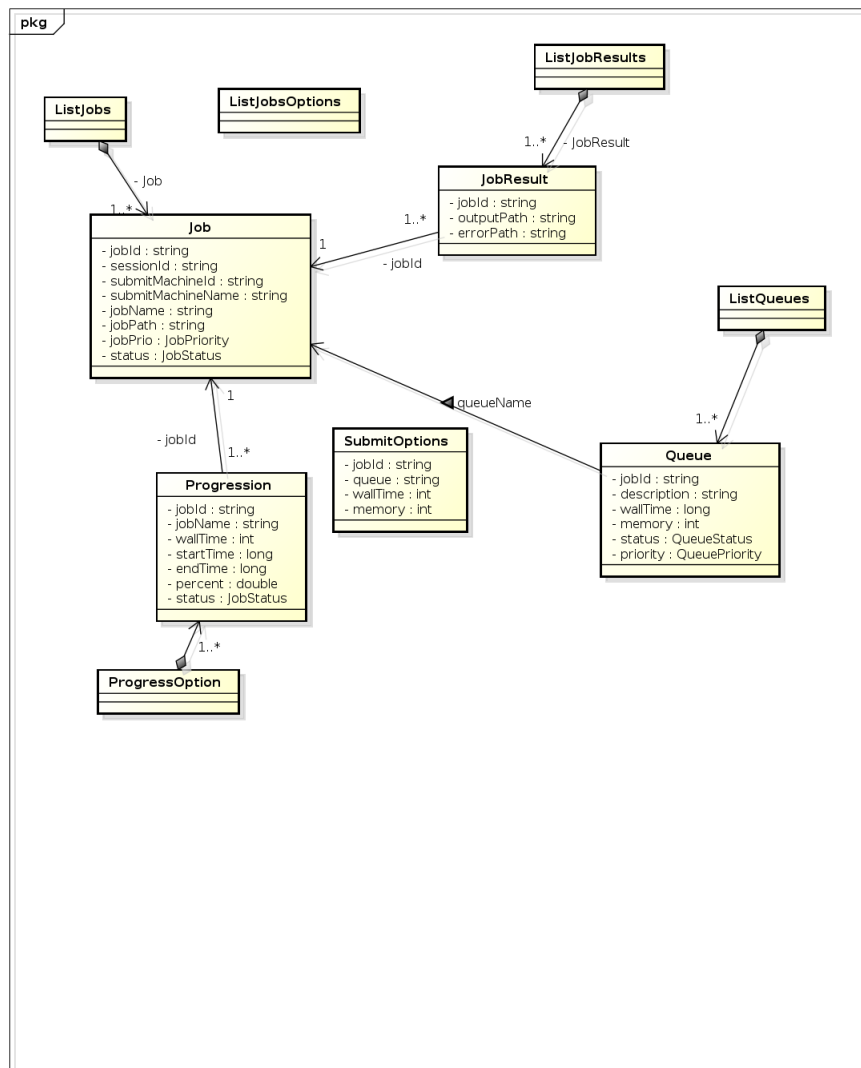 pkg
ListJobResults
ListJobs
ListJobsOptions
1..*
- JobResult
- Job
1..*
JobResult
- jobId : string
- outputPath : string
- errorPath : string
1..*
1
- jobId
Job
- jobId : string
- sessionId : string
- submitMachineId : string
- submitMachineName : string
- jobName : string
- jobPath : string
- jobPrio : JobPriority
- status : JobStatus
ListQueues
1..*
queueName
1
- jobId
1..*
SubmitOptions
- jobId : string
- queue : string
- wallTime : int
- memory : int
Queue
- jobId : string
- description : string
- wallTime : long
- memory : int
- status : QueueStatus
- priority : QueuePriority
Progression
- jobId : string
- jobName : string
- wallTime : int
- startTime : long
- endTime : long
- percent : double
- status : JobStatus
1..*
ProgressOption